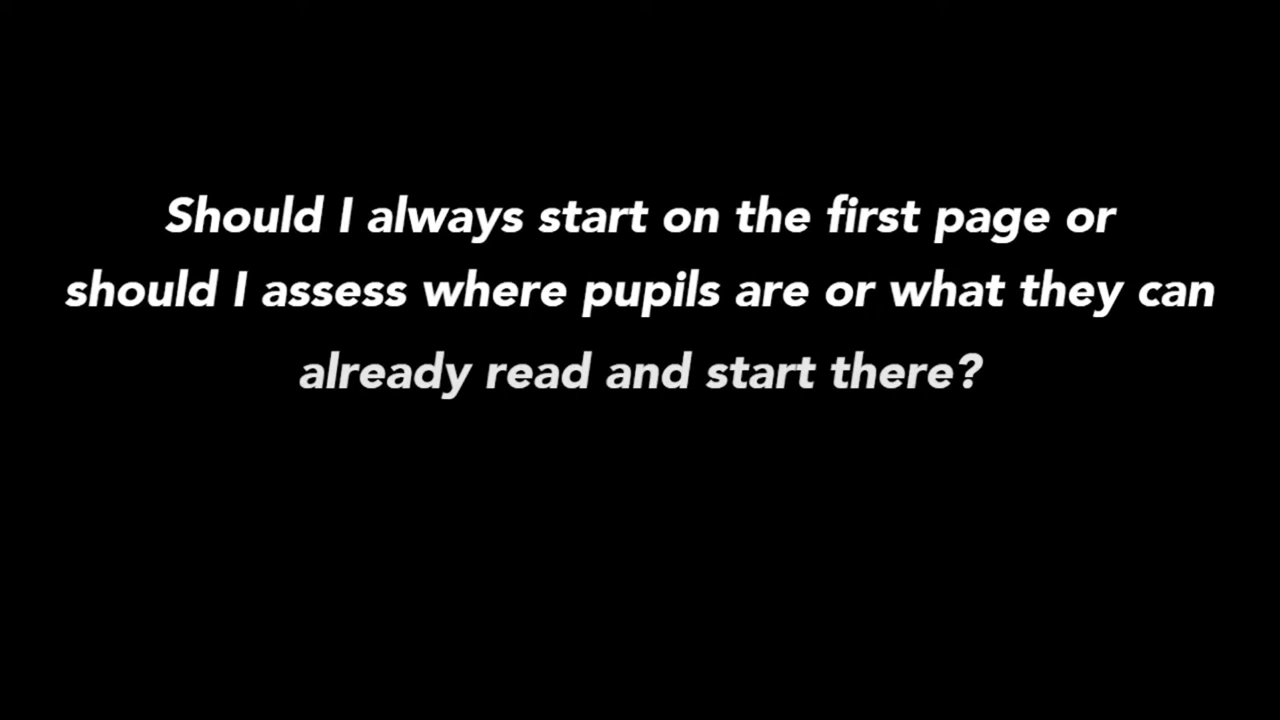 Should I always start on the first page or
should I assess where pupils are or what they can
already read and start there?